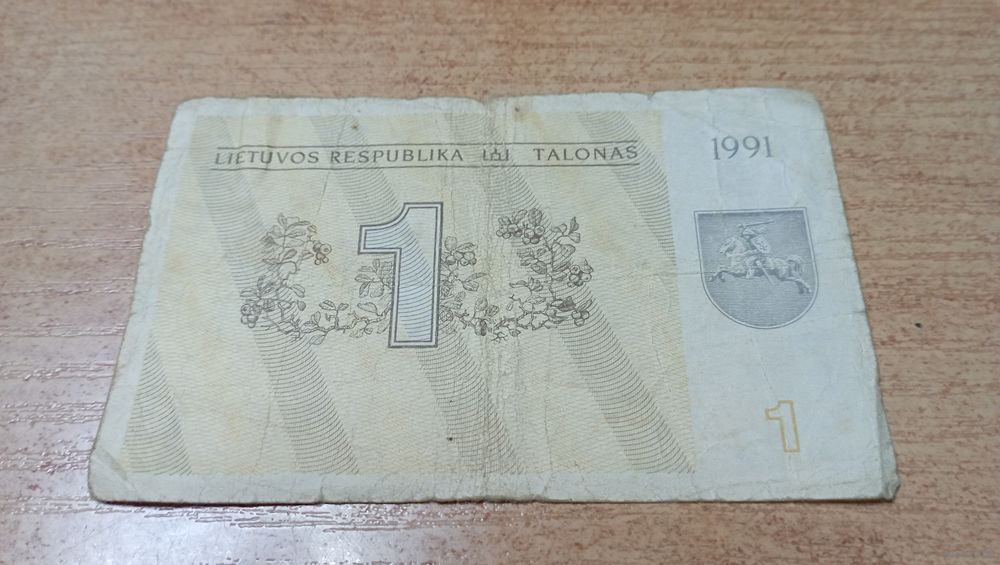 LIETUVOS RESPUBLIKA TALONAS
1991
1
1